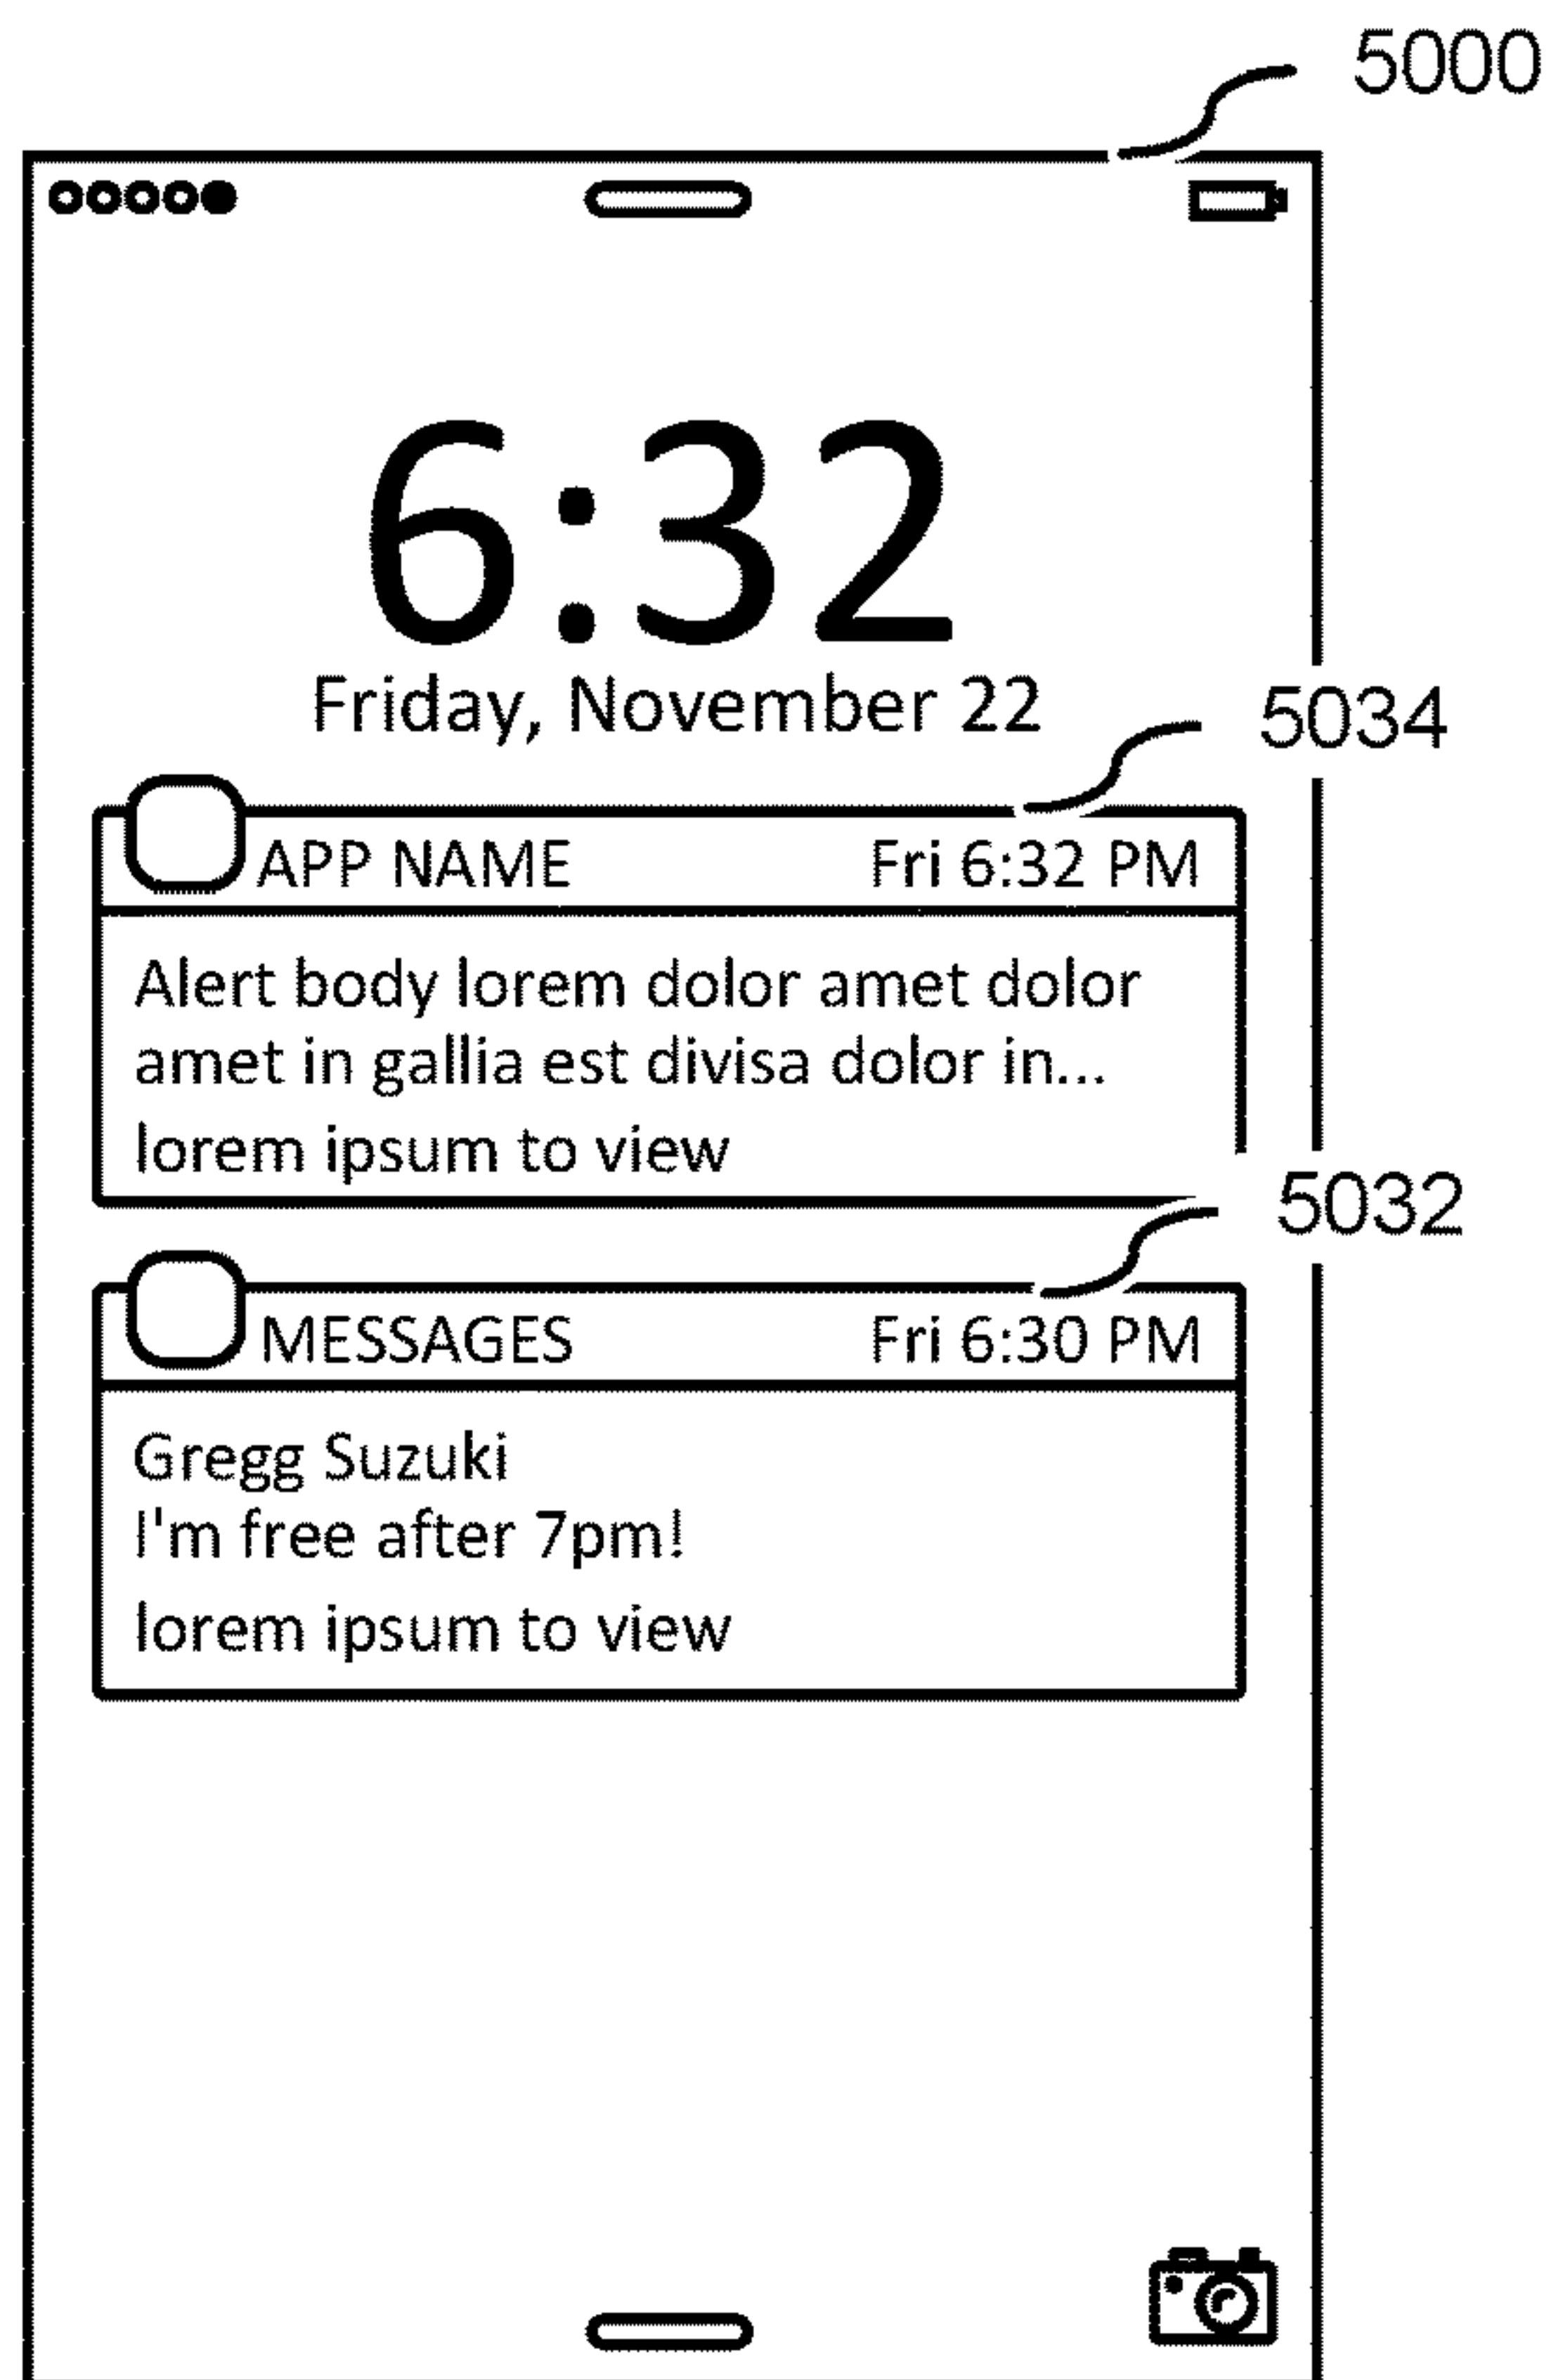 5000
6:32
Friday, November 22
5034
APP NAME Fri 6:32 PM
Alert body lorem dolor amet dolor
amet in gallia est divisa dolor in...
lorem ipsum to view
5032
MESSAGES Fri 6:30 PM
Gregg Suzuki
I'm free after 7pm!
lorem ipsum to view